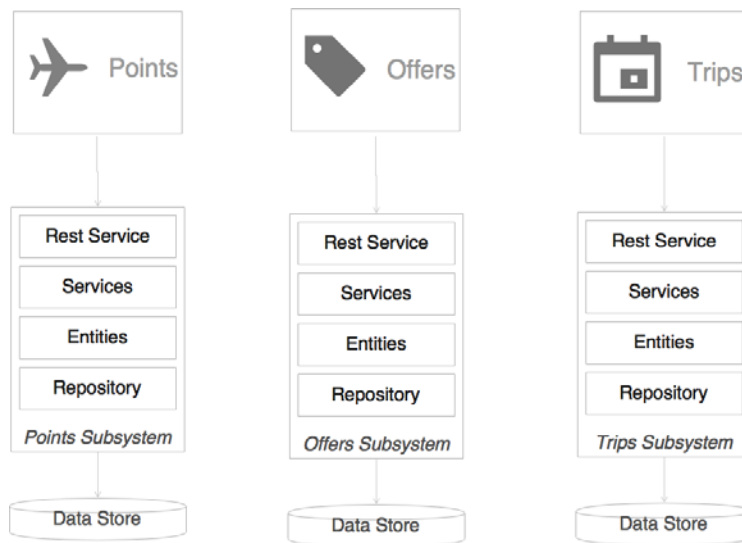 Points
Offers
Trips
Rest Service
Services
Entities
Repository
Points Subsystem
Data Store
Rest Service
Services
Entities
Repository
Offers Subsystem
Data Store
Rest Service
Services
Entities
Repository
Trips Subsystem
Data Store